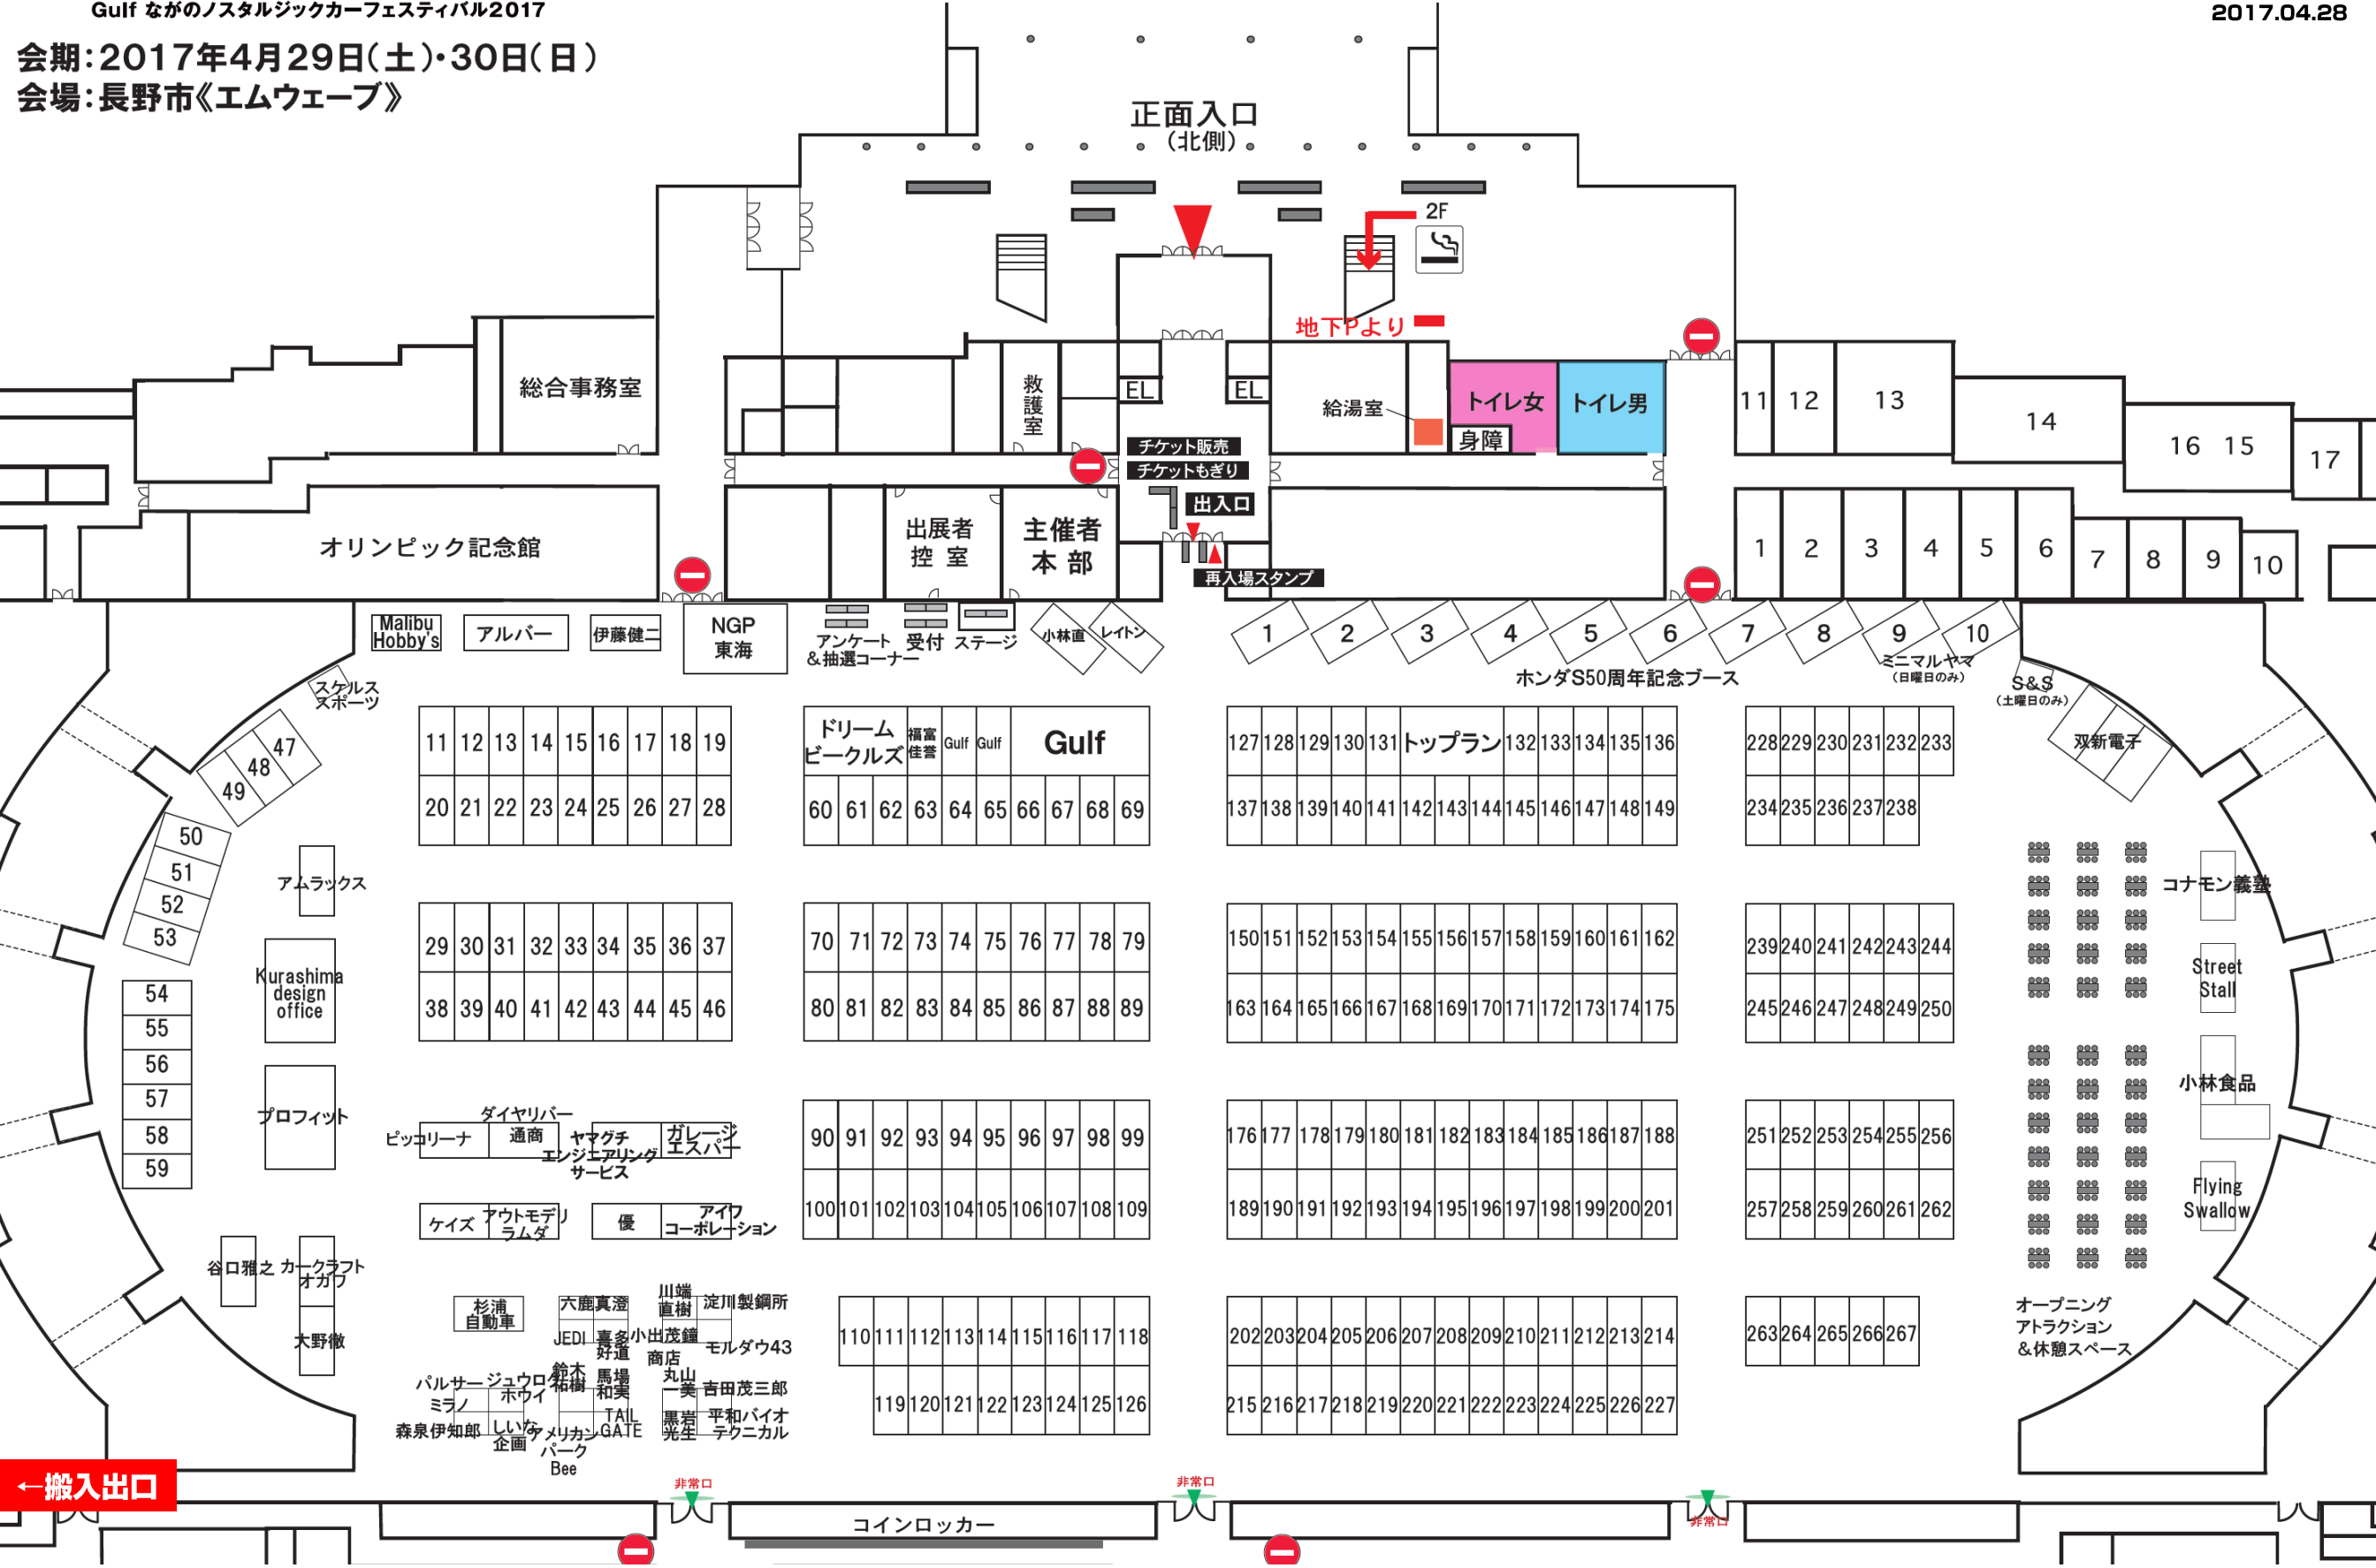 Gulf ながのノスタルジックカーフェスティバル2017
2017.04.28
会期：2017年4月29日(土)・30日(日)
会場：長野市《エムウェーブ》
正面入口
(北側)
2F
地下Pより
総合事務室
救護室
EL
EL
給湯室
トイレ女
トイレ男
身障
11 12 13 14 16 15 17
チケット販売
チケットもぎり
出入口
オリンピック記念館
出展者
控 室
主催者
本 部
再入場スタンプ
1 2 3 4 5 6 7 8 9 10
Malibu
Hobby's
アルバー
伊藤健二
NGP
東海
アンケート
&抽選コーナー
受付
ステージ
小林直
レイトン
1 2 3 4 5 6 7 8 9 10
ホンダS50周年記念ブース
ミニマルヤマ
(日曜日のみ)
S&S
(土曜日のみ)
双新電子
スケルス
スポーツ
47
48
49
50
51
52
53
54
55
56
57
58
59
アムラックス
Kurashima
design
office
プロフィット
谷口雅之
カークラフト
オガワ
大野徹
11 12 13 14 15 16 17 18 19
20 21 22 23 24 25 26 27 28
29 30 31 32 33 34 35 36 37
38 39 40 41 42 43 44 45 46
ドリーム
ビークルズ
福富
佳誉
Gulf
Gulf
Gulf
60 61 62 63 64 65 66 67 68 69
70 71 72 73 74 75 76 77 78 79
80 81 82 83 84 85 86 87 88 89
90 91 92 93 94 95 96 97 98 99
100 101 102 103 104 105 106 107 108 109
110 111 112 113 114 115 116 117 118
119 120 121 122 123 124 125 126
127 128 129 130 131 トップラン 132 133 134 135 136
137 138 139 140 141 142 143 144 145 146 147 148 149
150 151 152 153 154 155 156 157 158 159 160 161 162
163 164 165 166 167 168 169 170 171 172 173 174 175
176 177 178 179 180 181 182 183 184 185 186 187 188
189 190 191 192 193 194 195 196 197 198 199 200 201
202 203 204 205 206 207 208 209 210 211 212 213 214
215 216 217 218 219 220 221 222 223 224 225 226 227
228 229 230 231 232 233
234 235 236 237 238
239 240 241 242 243 244
245 246 247 248 249 250
251 252 253 254 255 256
257 258 259 260 261 262
263 264 265 266 267
コナモン義塾
Street
Stall
小林食品
Flying
Swallow
オープニング
アトラクション
&休憩スペース
ピッコリーナ
ダイヤリバー
通商
ヤマグチ
エンジニアリング
サービス
ガレージ
エスパー
ケイズ
アウトモデリ
ラムダ
優
アイワ
コーポレーション
杉浦
自動車
六鹿真澄
川端
直樹
淀川製鋼所
JEDI
喜多
好道
小出茂鐘
商店
モルダウ43
パルサー
ミラノ
ジュウロク
ホウイ
鈴木
祐樹
馬場
和実
丸山
一美
吉田茂三郎
森泉伊知郎
しいな
企画
アメリカン
パーク
Bee
TAIL
GATE
黒岩
光生
平和バイオ
テクニカル
←搬入出口
非常口
非常口
非常口
コインロッカー